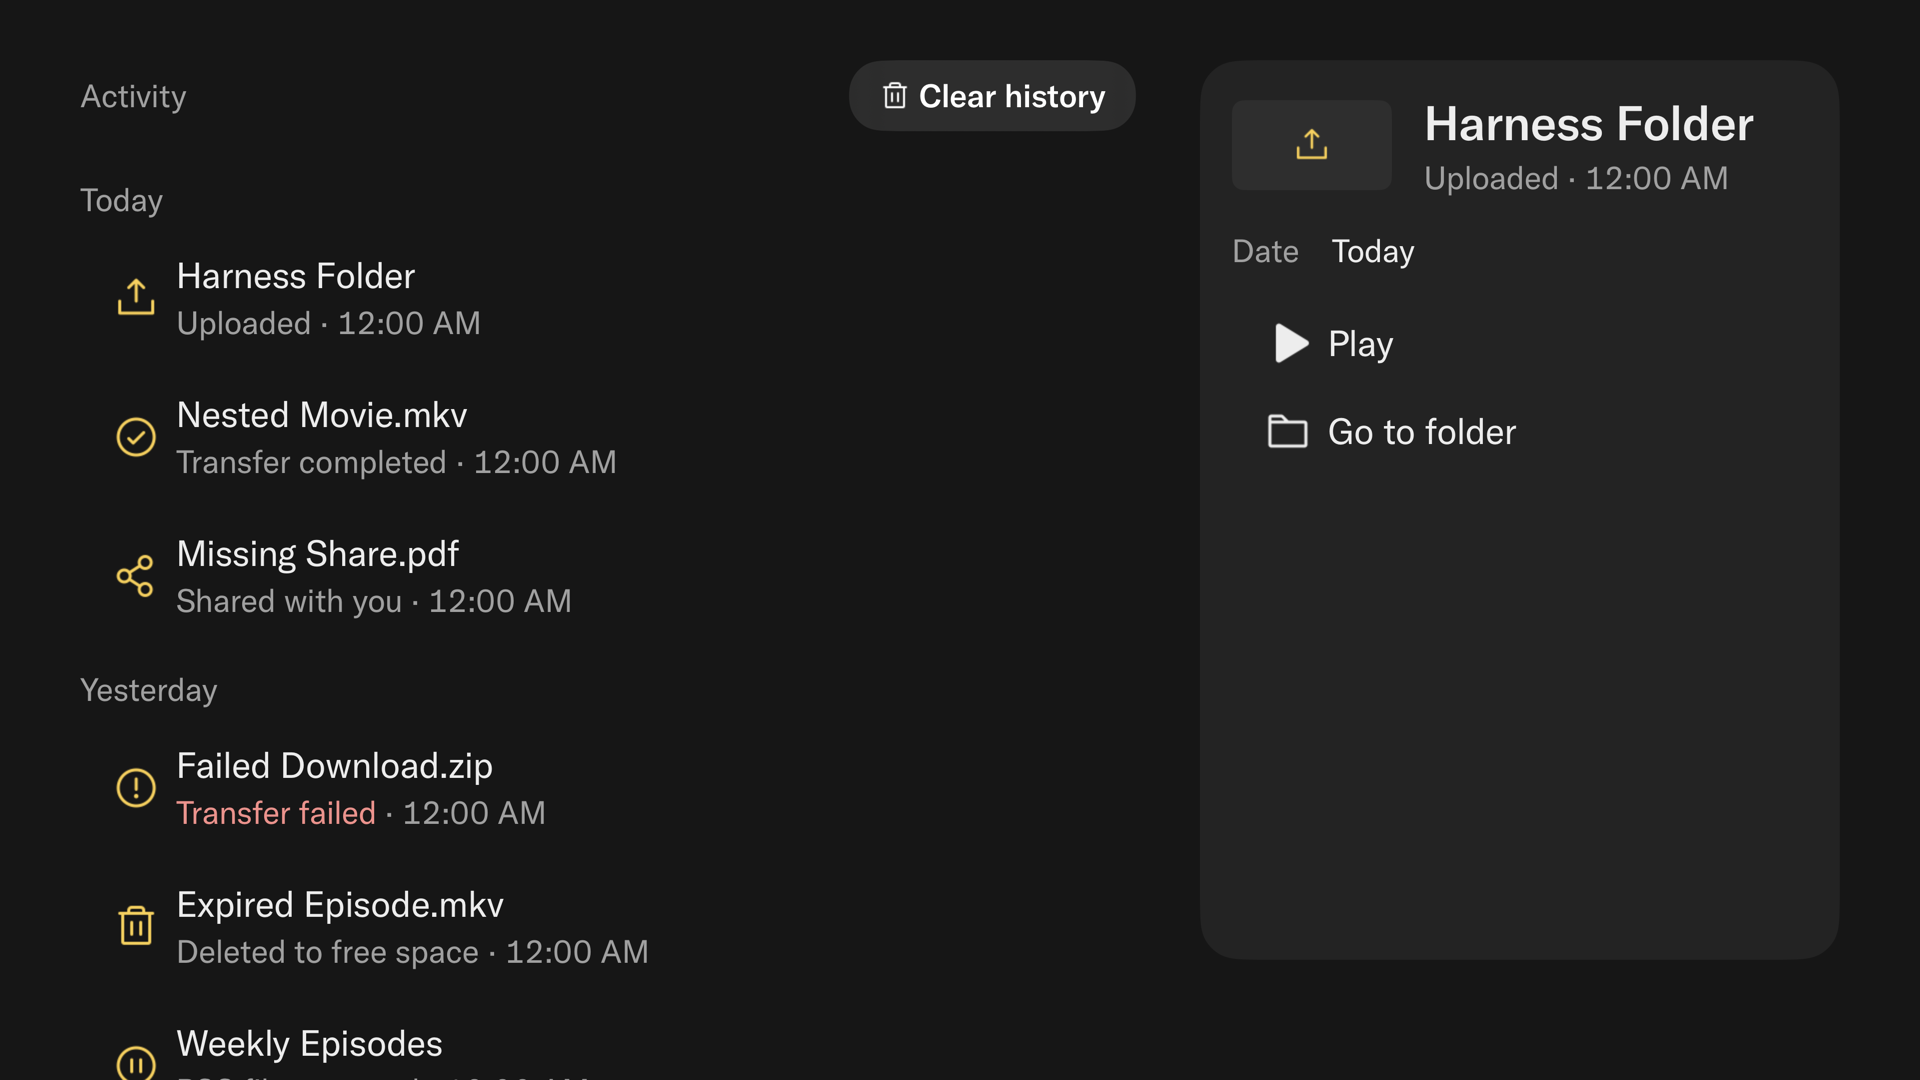 Activity
Clear history
Today
Harness Folder
Uploaded · 12:00 AM
Nested Movie.mkv
Transfer completed · 12:00 AM
Missing Share.pdf
Shared with you · 12:00 AM
Yesterday
Failed Download.zip
Transfer failed · 12:00 AM
Expired Episode.mkv
Deleted to free space · 12:00 AM
Weekly Episodes
Harness Folder
Uploaded · 12:00 AM
Date Today
Play
Go to folder